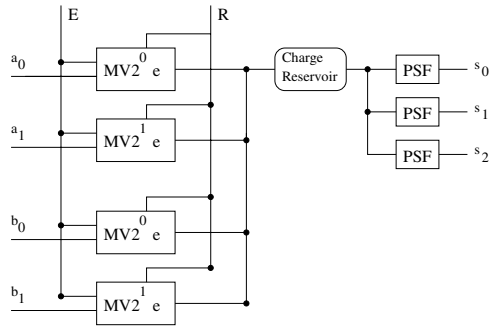 E R
a0
MV2^0 e
a1
MV2^1 e
b0
MV2^0 e
b1
MV2^1 e
Charge
Reservoir
PSF s0
PSF s1
PSF s2